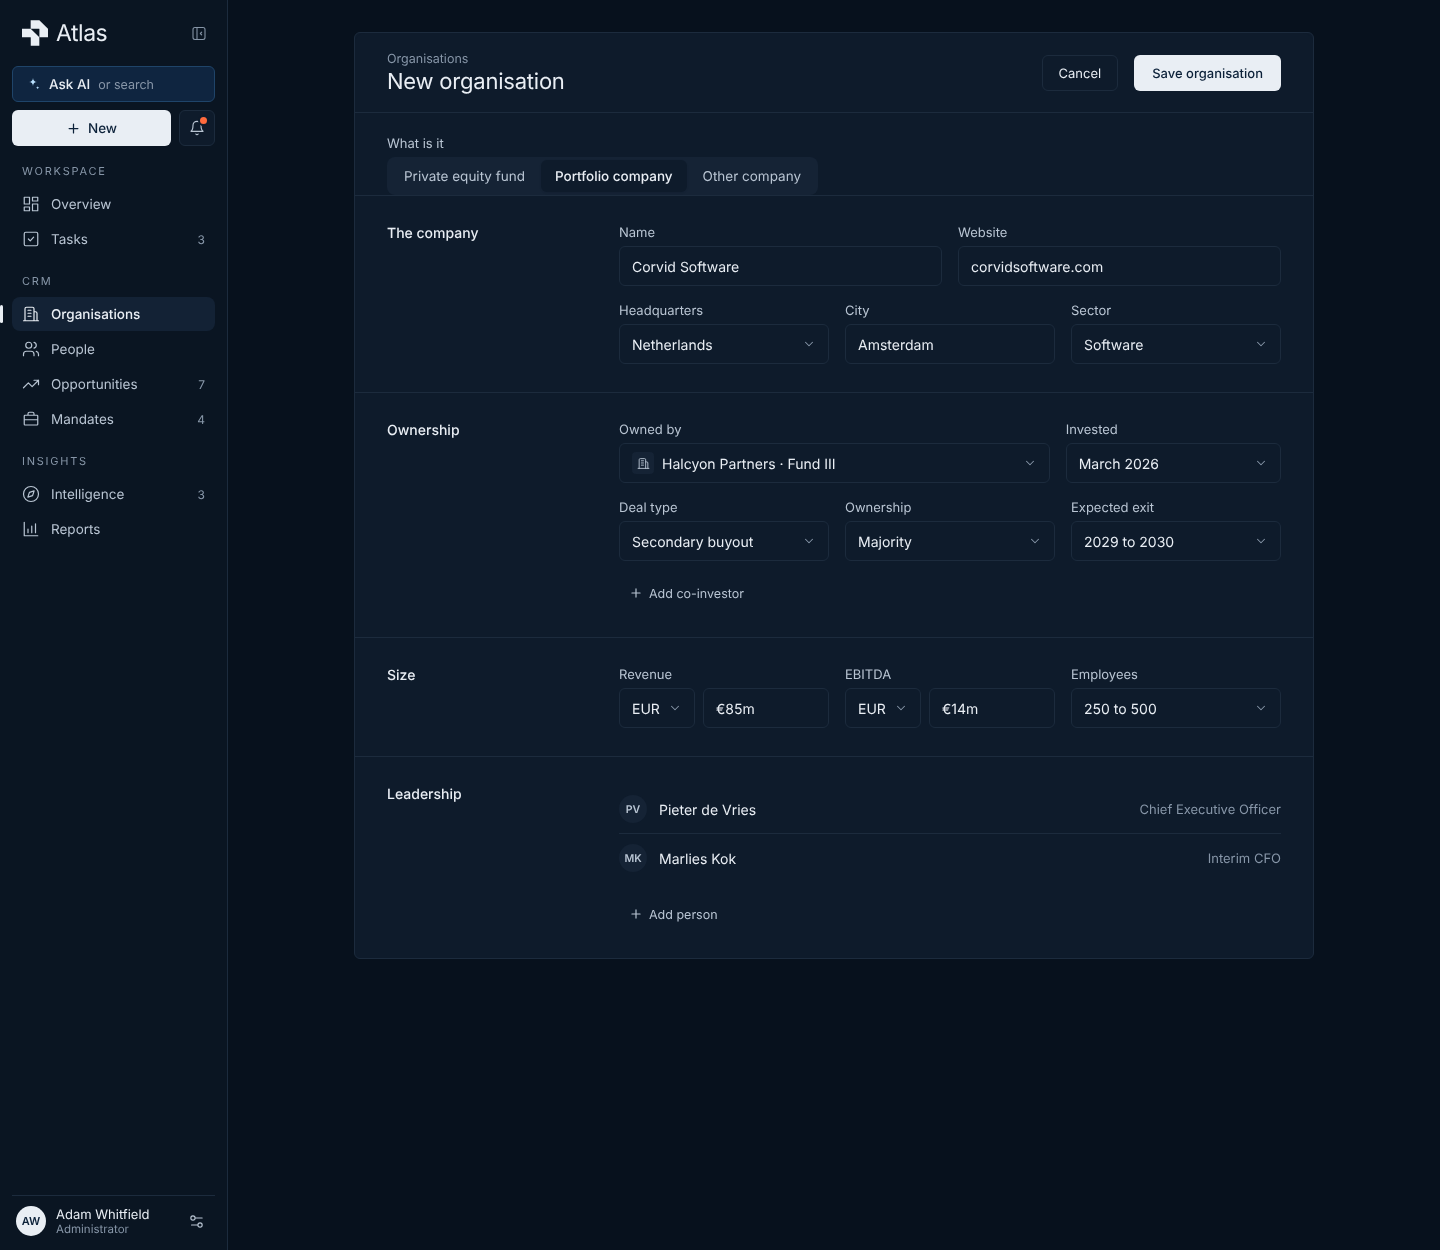 Atlas
Ask AI or search
New
WORKSPACE
Overview
Tasks 3
CRM
Organisations
People
Opportunities 7
Mandates 4
INSIGHTS
Intelligence 3
Reports
AW
Adam Whitfield
Administrator
Organisations
New organisation
Cancel
Save organisation
What is it
Private equity fund
Portfolio company
Other company
The company
Name
Corvid Software
Website
corvidsoftware.com
Headquarters
Netherlands
City
Amsterdam
Sector
Software
Ownership
Owned by
Halcyon Partners · Fund III
Invested
March 2026
Deal type
Secondary buyout
Ownership
Majority
Expected exit
2029 to 2030
Add co-investor
Size
Revenue
EUR
€85m
EBITDA
EUR
€14m
Employees
250 to 500
Leadership
PV Pieter de Vries Chief Executive Officer
MK Marlies Kok Interim CFO
Add person